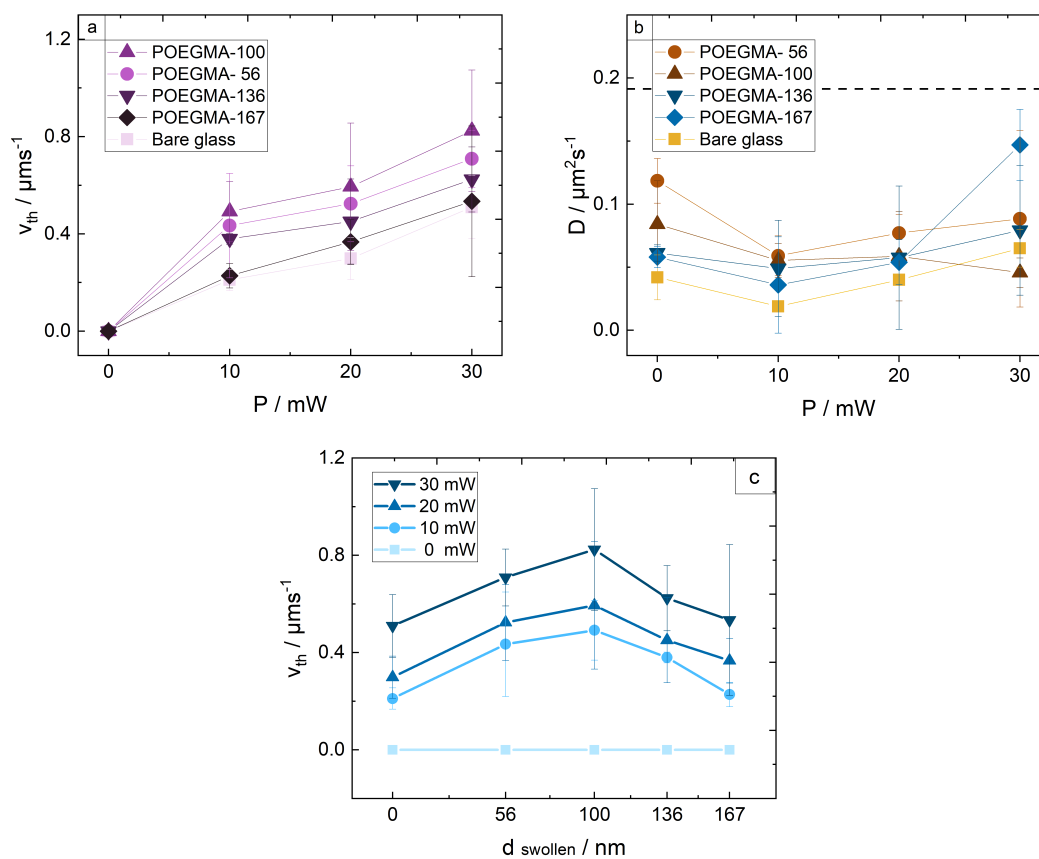 a
1.2
0.8
0.4
0.0
v_th / μms⁻¹
POEGMA-100
POEGMA- 56
POEGMA-136
POEGMA-167
Bare glass
0 10 20 30
P / mW
b
0.2
0.1
0.0
D / μm²s⁻¹
POEGMA- 56
POEGMA-100
POEGMA-136
POEGMA-167
Bare glass
0 10 20 30
P / mW
c
1.2
0.8
0.4
0.0
v_th / μms⁻¹
30 mW
20 mW
10 mW
0 mW
0 56 100 136 167
d swollen / nm